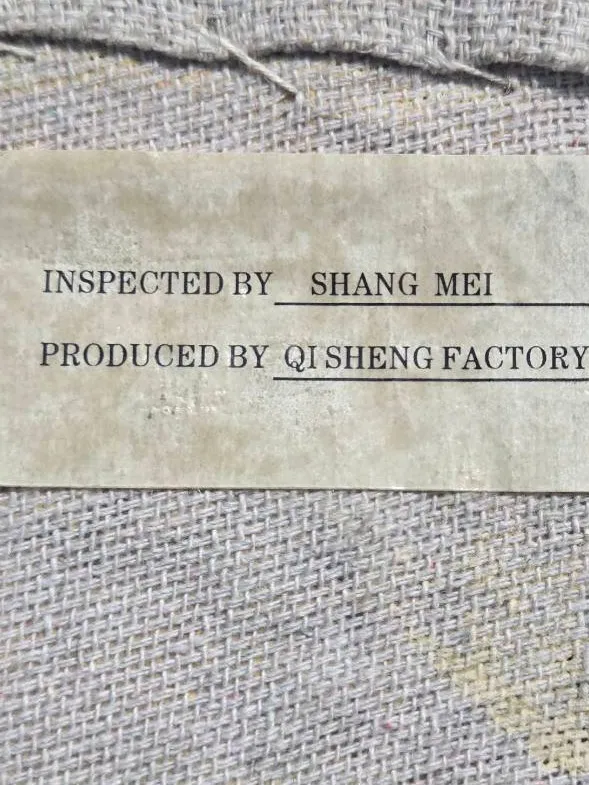 INSPECTED BY SHANG MEI
PRODUCED BY QI SHENG FACTORY